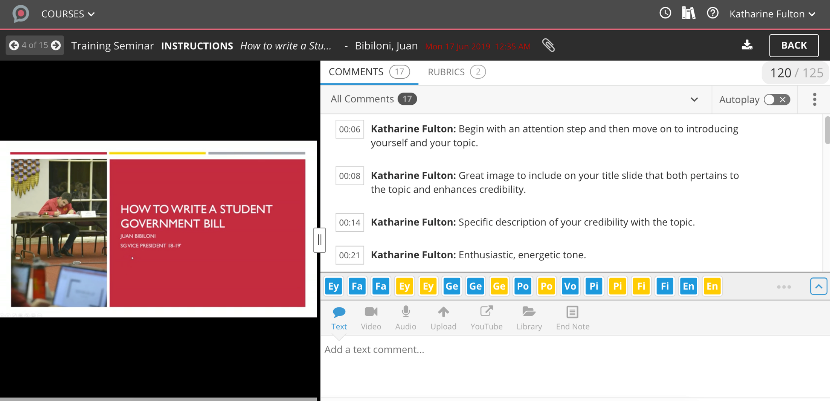 COURSES
Katharine Fulton
4 of 15 Training Seminar INSTRUCTIONS How to write a Stu... - Bibiloni, Juan
BACK
COMMENTS 17 RUBRICS 2
120 / 125
All Comments 17
Autoplay
00:06 Katharine Fulton: Begin with an attention step and then move on to introducing
yourself and your topic.
00:08 Katharine Fulton: Great image to include on your title slide that both pertains to
the topic and enhances credibility.
00:14 Katharine Fulton: Specific description of your credibility with the topic.
00:21 Katharine Fulton: Enthusiastic, energetic tone.
HOW TO WRITE A STUDENT
GOVERNMENT BILL
JUAN BIBILONI
SG VICE PRESIDENT 18-19'
Ey Fa Fa Ey Ey Ge Ge Ge Po Po Vo Pi Pi Fi Fi En En
Text Video Audio Upload YouTube Library End Note
Add a text comment...